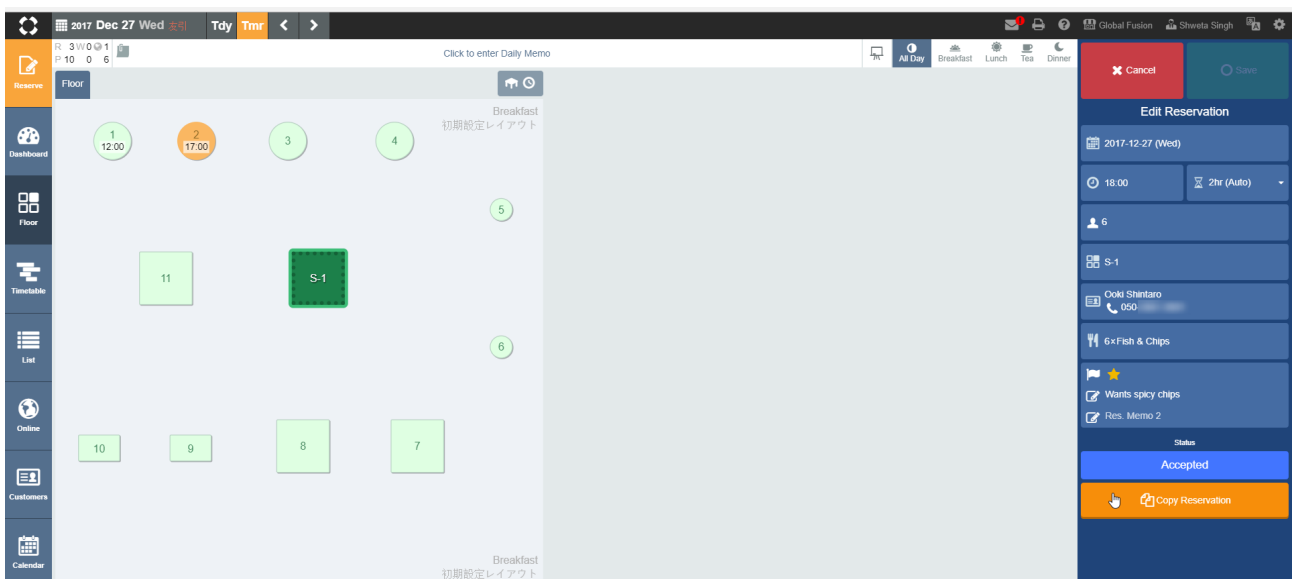 2017 Dec 27 Wed 友引 Tdy Tmr
Global Fusion Shweta Singh
R 3 W 0 1
P 10 0 6
Click to enter Daily Memo
All Day Breakfast Lunch Tea Dinner
Reserve
Dashboard
Floor
Timetable
List
Online
Customers
Calendar
Floor
Breakfast
初期設定レイアウト
1
12:00
2
17:00
3
4
5
11
S-1
6
10
9
8
7
Breakfast
初期設定レイアウト
Cancel
Save
Edit Reservation
2017-12-27 (Wed)
18:00
2hr (Auto)
6
S-1
Ooki Shintaro
050-
6×Fish & Chips
Wants spicy chips
Res. Memo 2
Status
Accepted
Copy Reservation